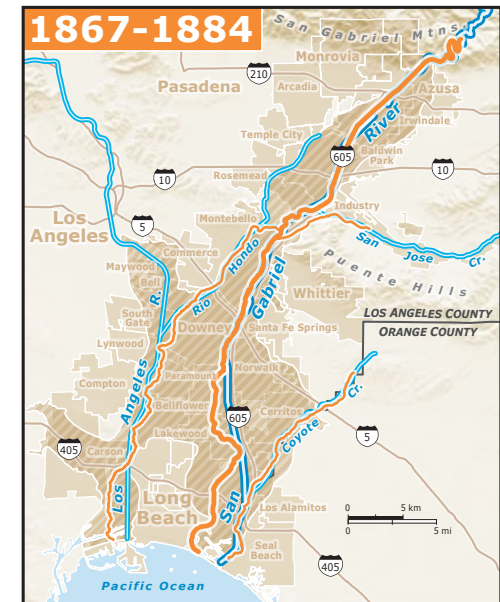 1867-1884
San Gabriel Mtns.
Monrovia
210
Pasadena
Arcadia
Azusa
Irwindale
Temple City
River
Baldwin
Park
605
10
Rosemead
10
Los
Angeles
5
Montebello
Industry
San Jose Cr.
Commerce
Rio Hondo
Puente Hills
Maywood
Bell
Gabriel
Whittier
R.
South
Gate
LOS ANGELES COUNTY
ORANGE COUNTY
Downey
Santa Fe Springs
Lynwood
Angeles
Paramount
Norwalk
Compton
Bellflower
605
Cerritos
Coyote Cr.
5
Lakewood
405
Carson
Los
Long
Beach
San
Los Alamitos
0 5 km
0 5 mi
Seal
Beach
405
Pacific Ocean